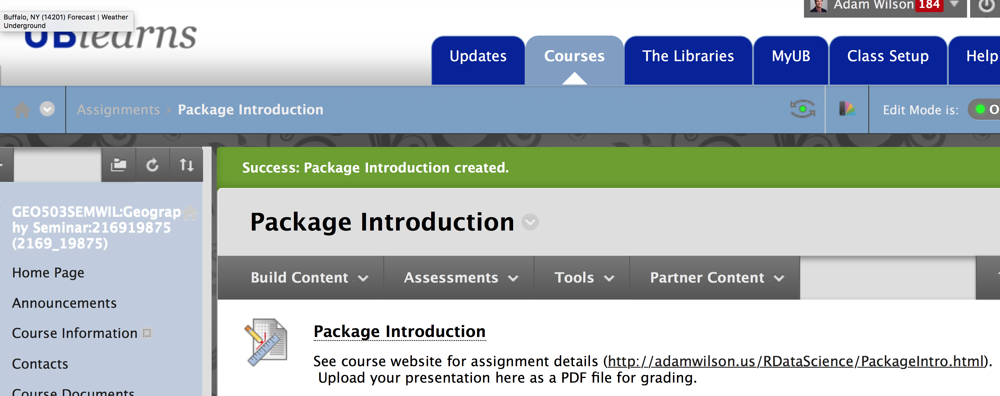 Adam Wilson 184
Buffalo, NY (14201) Forecast | Weather
Underground
UBlearns
Updates
Courses
The Libraries
MyUB
Class Setup
Help
Assignments > Package Introduction
Edit Mode is:
Success: Package Introduction created.
GEO503SEMWIL:Geograp
hy Seminar:216919875
(2169_19875)
Home Page
Announcements
Course Information
Contacts
Course Documents
Package Introduction
Build Content
Assessments
Tools
Partner Content
Package Introduction
See course website for assignment details (http://adamwilson.us/RDataScience/PackageIntro.html).
Upload your presentation here as a PDF file for grading.